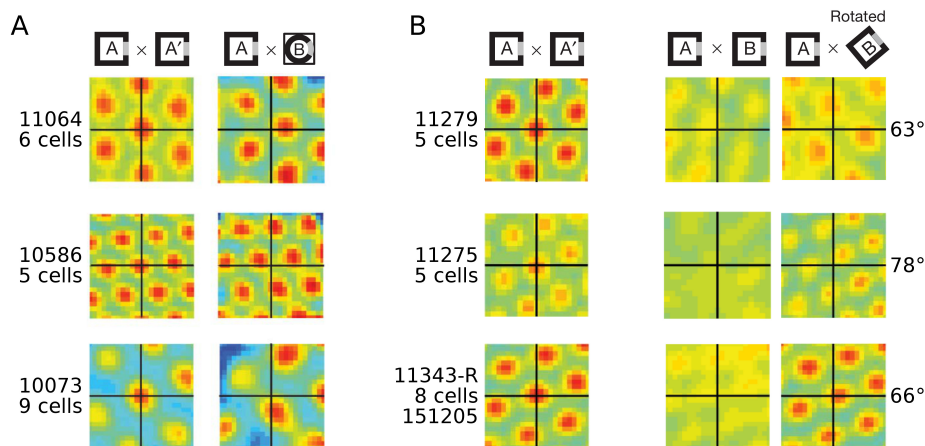 A
B
Rotated
A × A′
A × B
A × A′
A × B
A × B
11064
6 cells
11279
5 cells
63°
10586
5 cells
11275
5 cells
78°
10073
9 cells
11343-R
8 cells
151205
66°